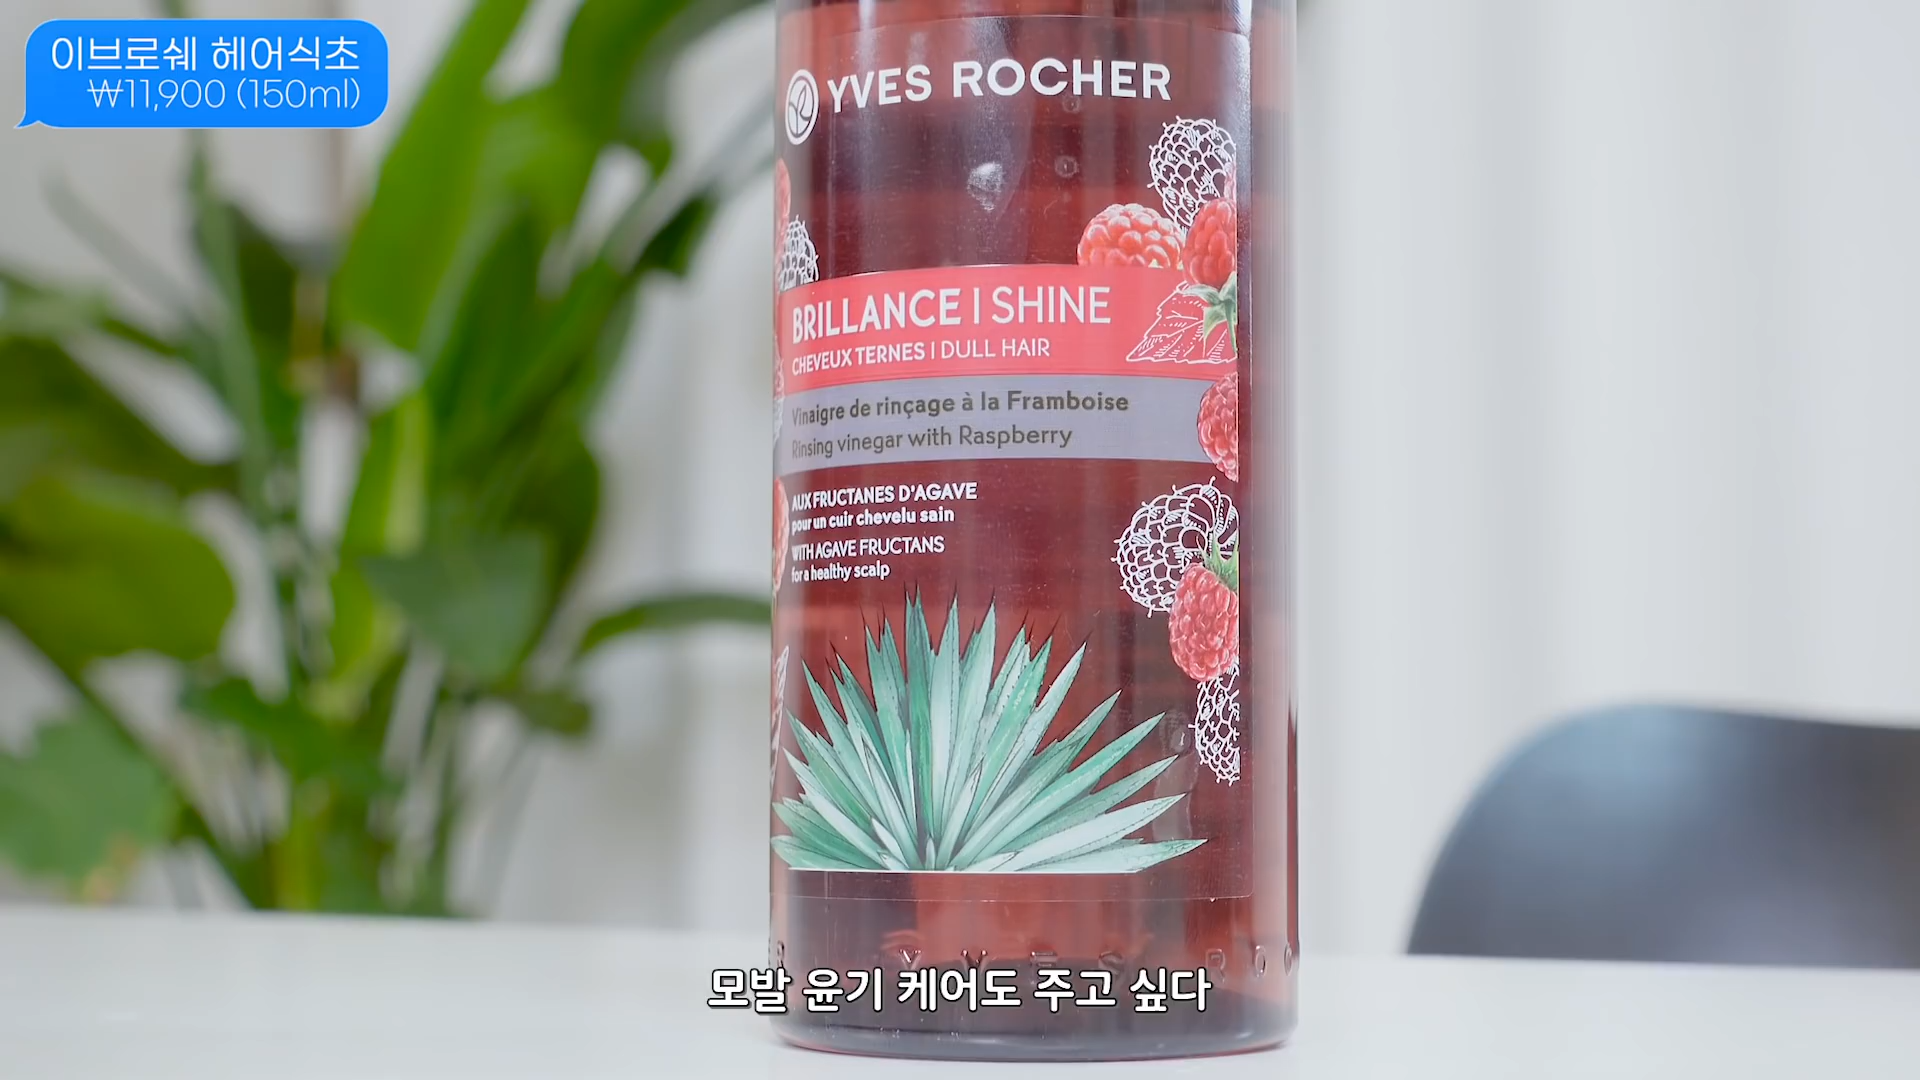 이브로쉐 헤어식초
₩11,900 (150ml)
YVES ROCHER
BRILLANCE | SHINE
CHEVEUX TERNES | DULL HAIR
Vinaigre de rinçage à la Framboise
Rinsing vinegar with Raspberry
AUX FRUCTANES D'AGAVE
pour un cuir chevelu sain
WITH AGAVE FRUCTANS
for a healthy scalp
YVES RO
모발 윤기 케어도 주고 싶다